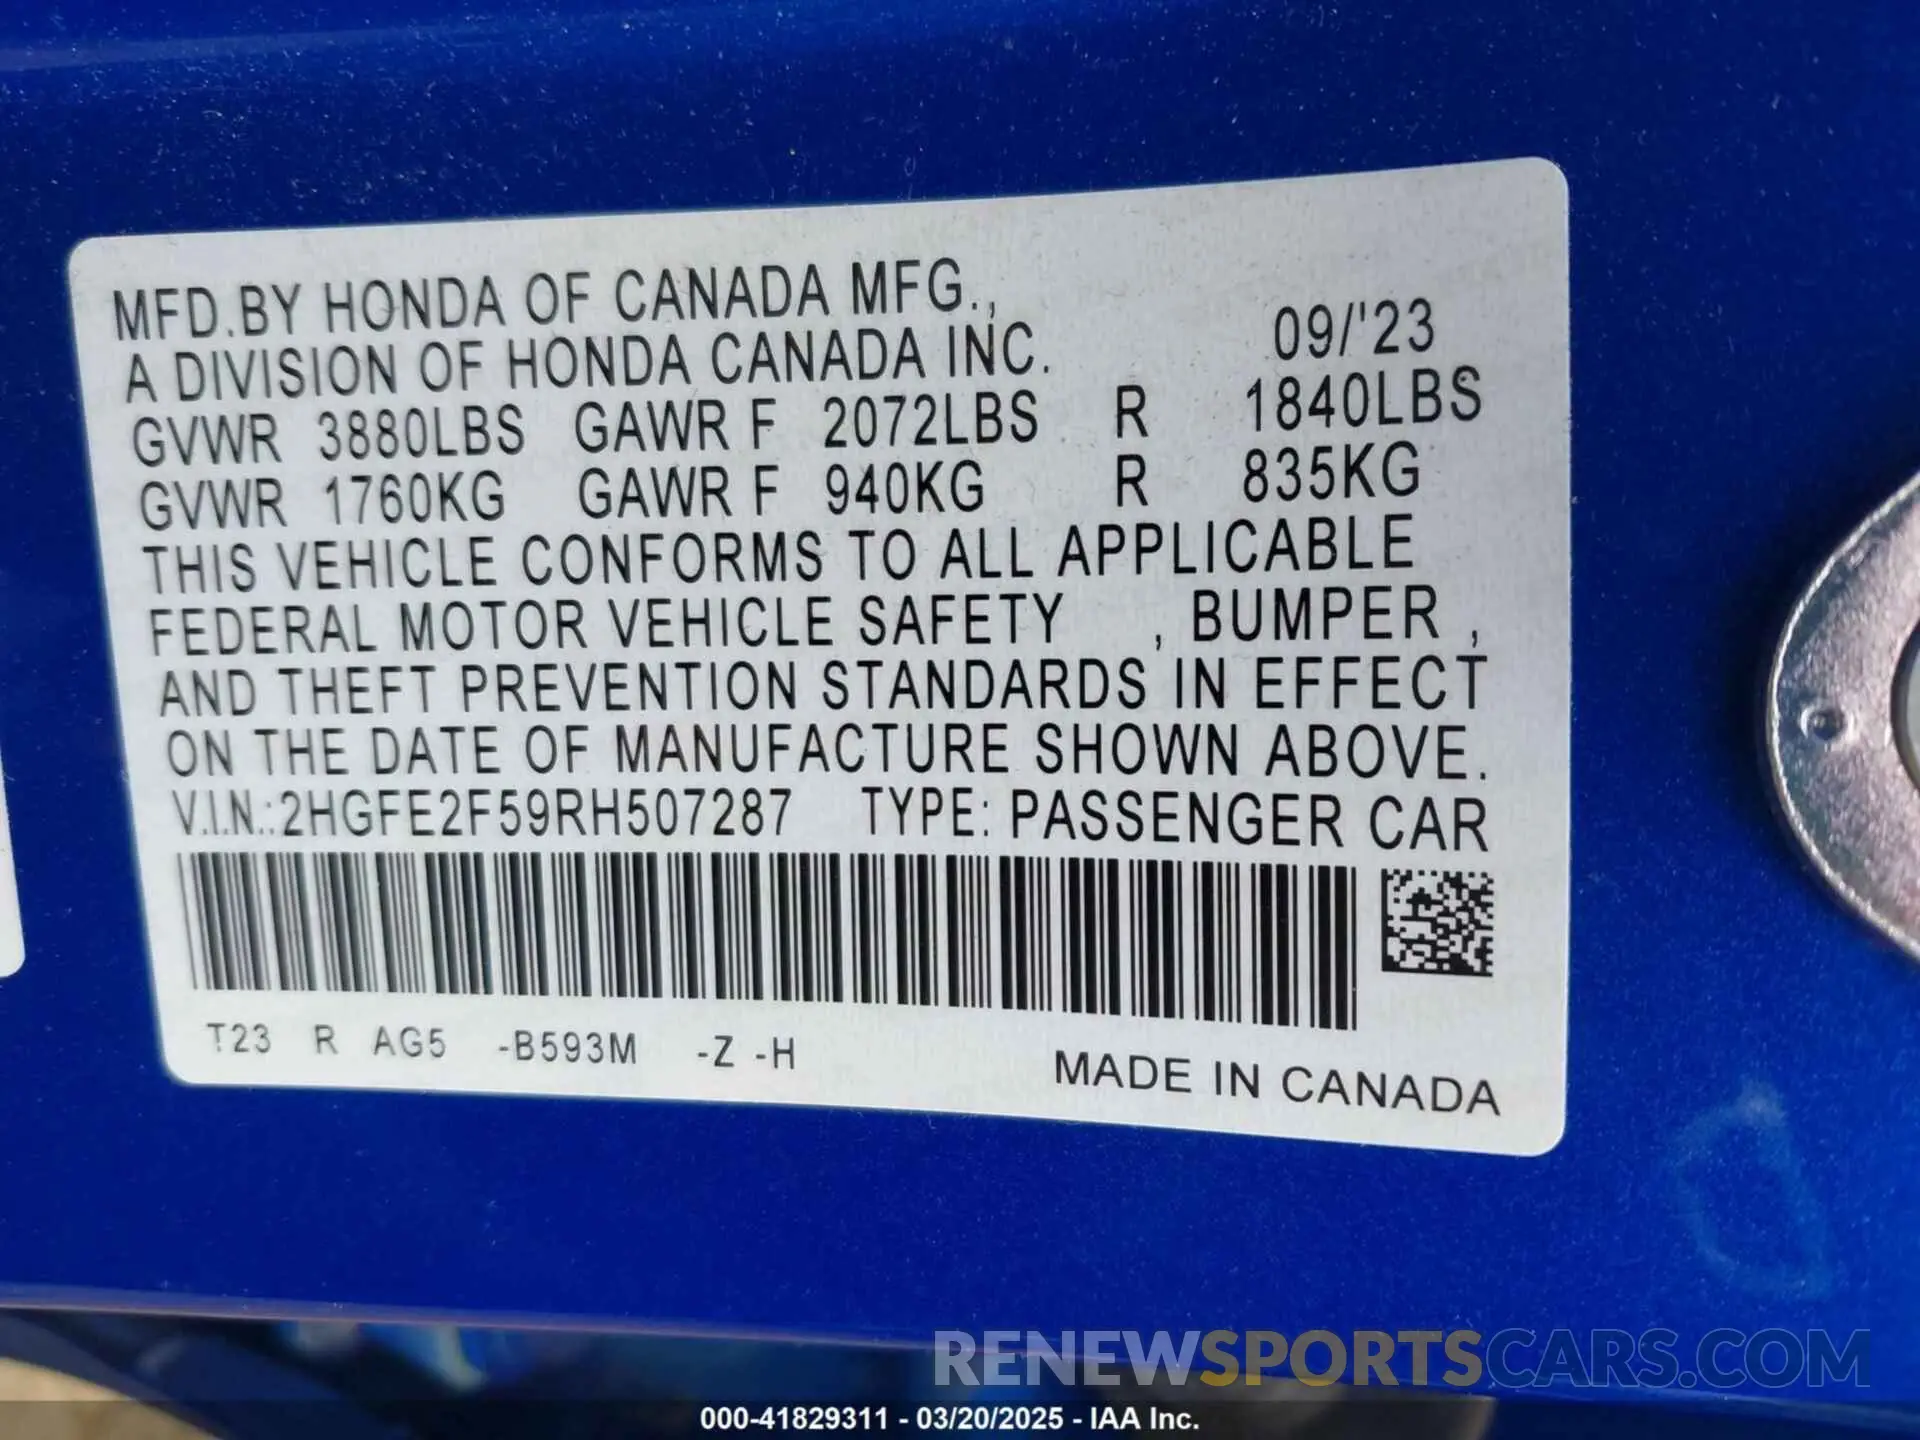 MFD.BY HONDA OF CANADA MFG.,
A DIVISION OF HONDA CANADA INC. 09/'23
GVWR 3880LBS GAWR F 2072LBS R 1840LBS
GVWR 1760KG GAWR F 940KG R 835KG
THIS VEHICLE CONFORMS TO ALL APPLICABLE
FEDERAL MOTOR VEHICLE SAFETY , BUMPER ,
AND THEFT PREVENTION STANDARDS IN EFFECT
ON THE DATE OF MANUFACTURE SHOWN ABOVE.
V.I.N.:2HGFE2F59RH507287 TYPE: PASSENGER CAR
T23 R AG5 -B593M -Z -H
MADE IN CANADA
RENEWSPORTSCARS.COM
000-41829311 - 03/20/2025 - IAA Inc.